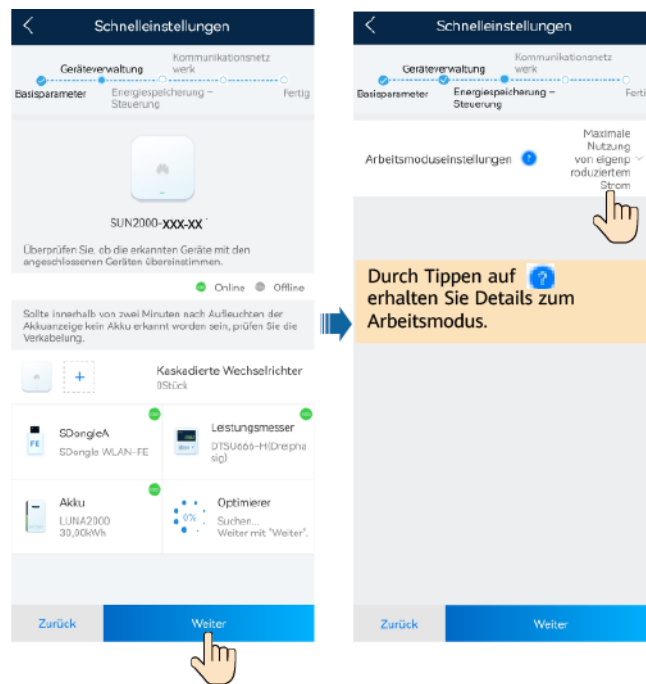 Schnelleinstellungen
Kommunikationsnetz
Geräteverwaltung werk
Basisparameter Energiespeicherung – Fertig
Steuerung
SUN2000-XXX-XX
Überprüfen Sie, ob die erkannten Geräte mit den
angeschlossenen Geräten übereinstimmen.
Online Offline
Sollte innerhalb von zwei Minuten nach Aufleuchten der
Akkuanzeige kein Akku erkannt worden sein, prüfen Sie die
Verkabelung.
+ Kaskadierte Wechselrichter
0Stück
SDongleA
FE
SDongle WLAN-FE
Leistungsmesser
DTSU666-H(Dreipha
sig)
Akku
LUNA2000
30,00kWh
Optimierer
0% Suchen...
Weiter mit "Weiter".
Zurück Weiter
Schnelleinstellungen
Kommunikationsnetz
Geräteverwaltung werk
Basisparameter Energiespeicherung – Ferti
Steuerung
Arbeitsmoduseinstellungen ?
Maximale
Nutzung
von eigenp
roduziertem
Strom
Durch Tippen auf ?
erhalten Sie Details zum
Arbeitsmodus.
Zurück Weiter